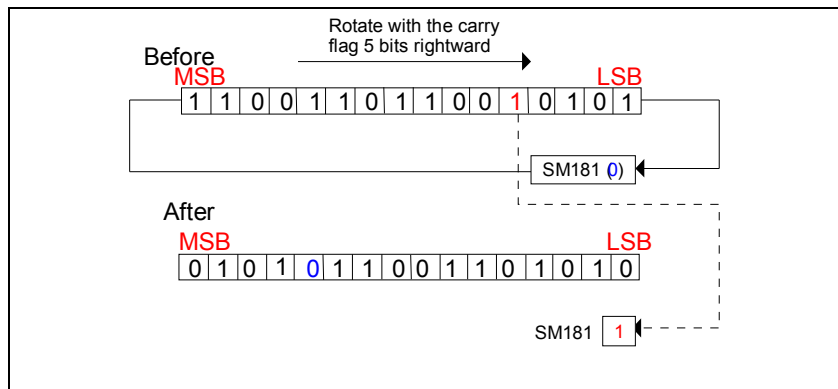 Rotate with the carry
flag 5 bits rightward
Before
MSB LSB
1 1 0 0 1 1 0 1 1 0 0 1 0 1 0 1
SM181 (0)
After
MSB LSB
0 1 0 1 0 1 1 0 0 1 1 0 1 0 1 0
SM181 1